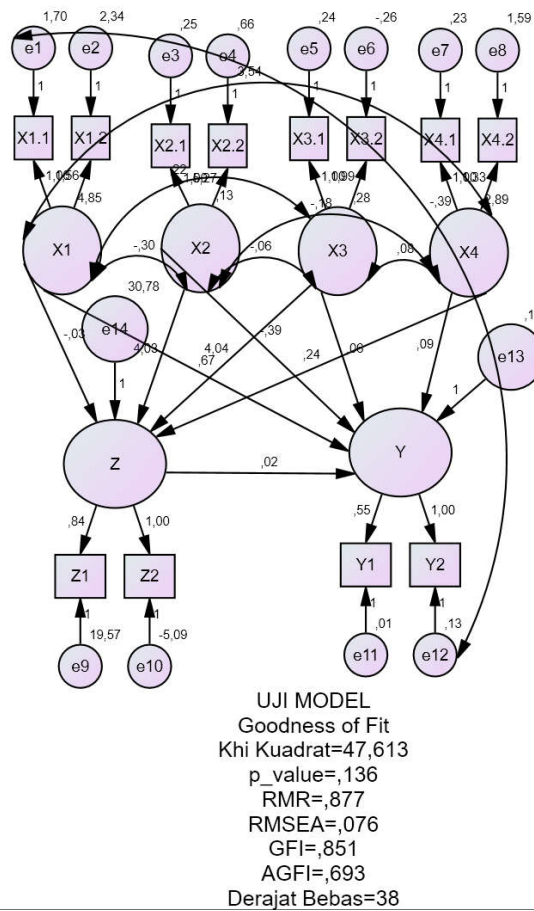 1,70 2,34 ,25 ,66 ,24 -,26 ,23 1,59
e1 e2 e3 e4 e5 e6 e7 e8
3,54
1 1 1 1 1 1 1 1
X1.1 X1.2 X2.1 X2.2 X3.1 X3.2 X4.1 X4.2
,22
4,85 ,13 -,18 ,28 -,39 2,89
X1 X2 X3 X4
-,30 -,06 ,08
30,78
e14
-,03 4,03 ,67 4,04 -,39 ,24 ,09
e13
1 1
Z Y
,02
,84 1,00 ,55 1,00
Z1 Z2 Y1 Y2
1 1 1 1
19,57 -5,09 ,01 ,13
e9 e10 e11 e12
UJI MODEL
Goodness of Fit
Khi Kuadrat=47,613
p_value=,136
RMR=,877
RMSEA=,076
GFI=,851
AGFI=,693
Derajat Bebas=38